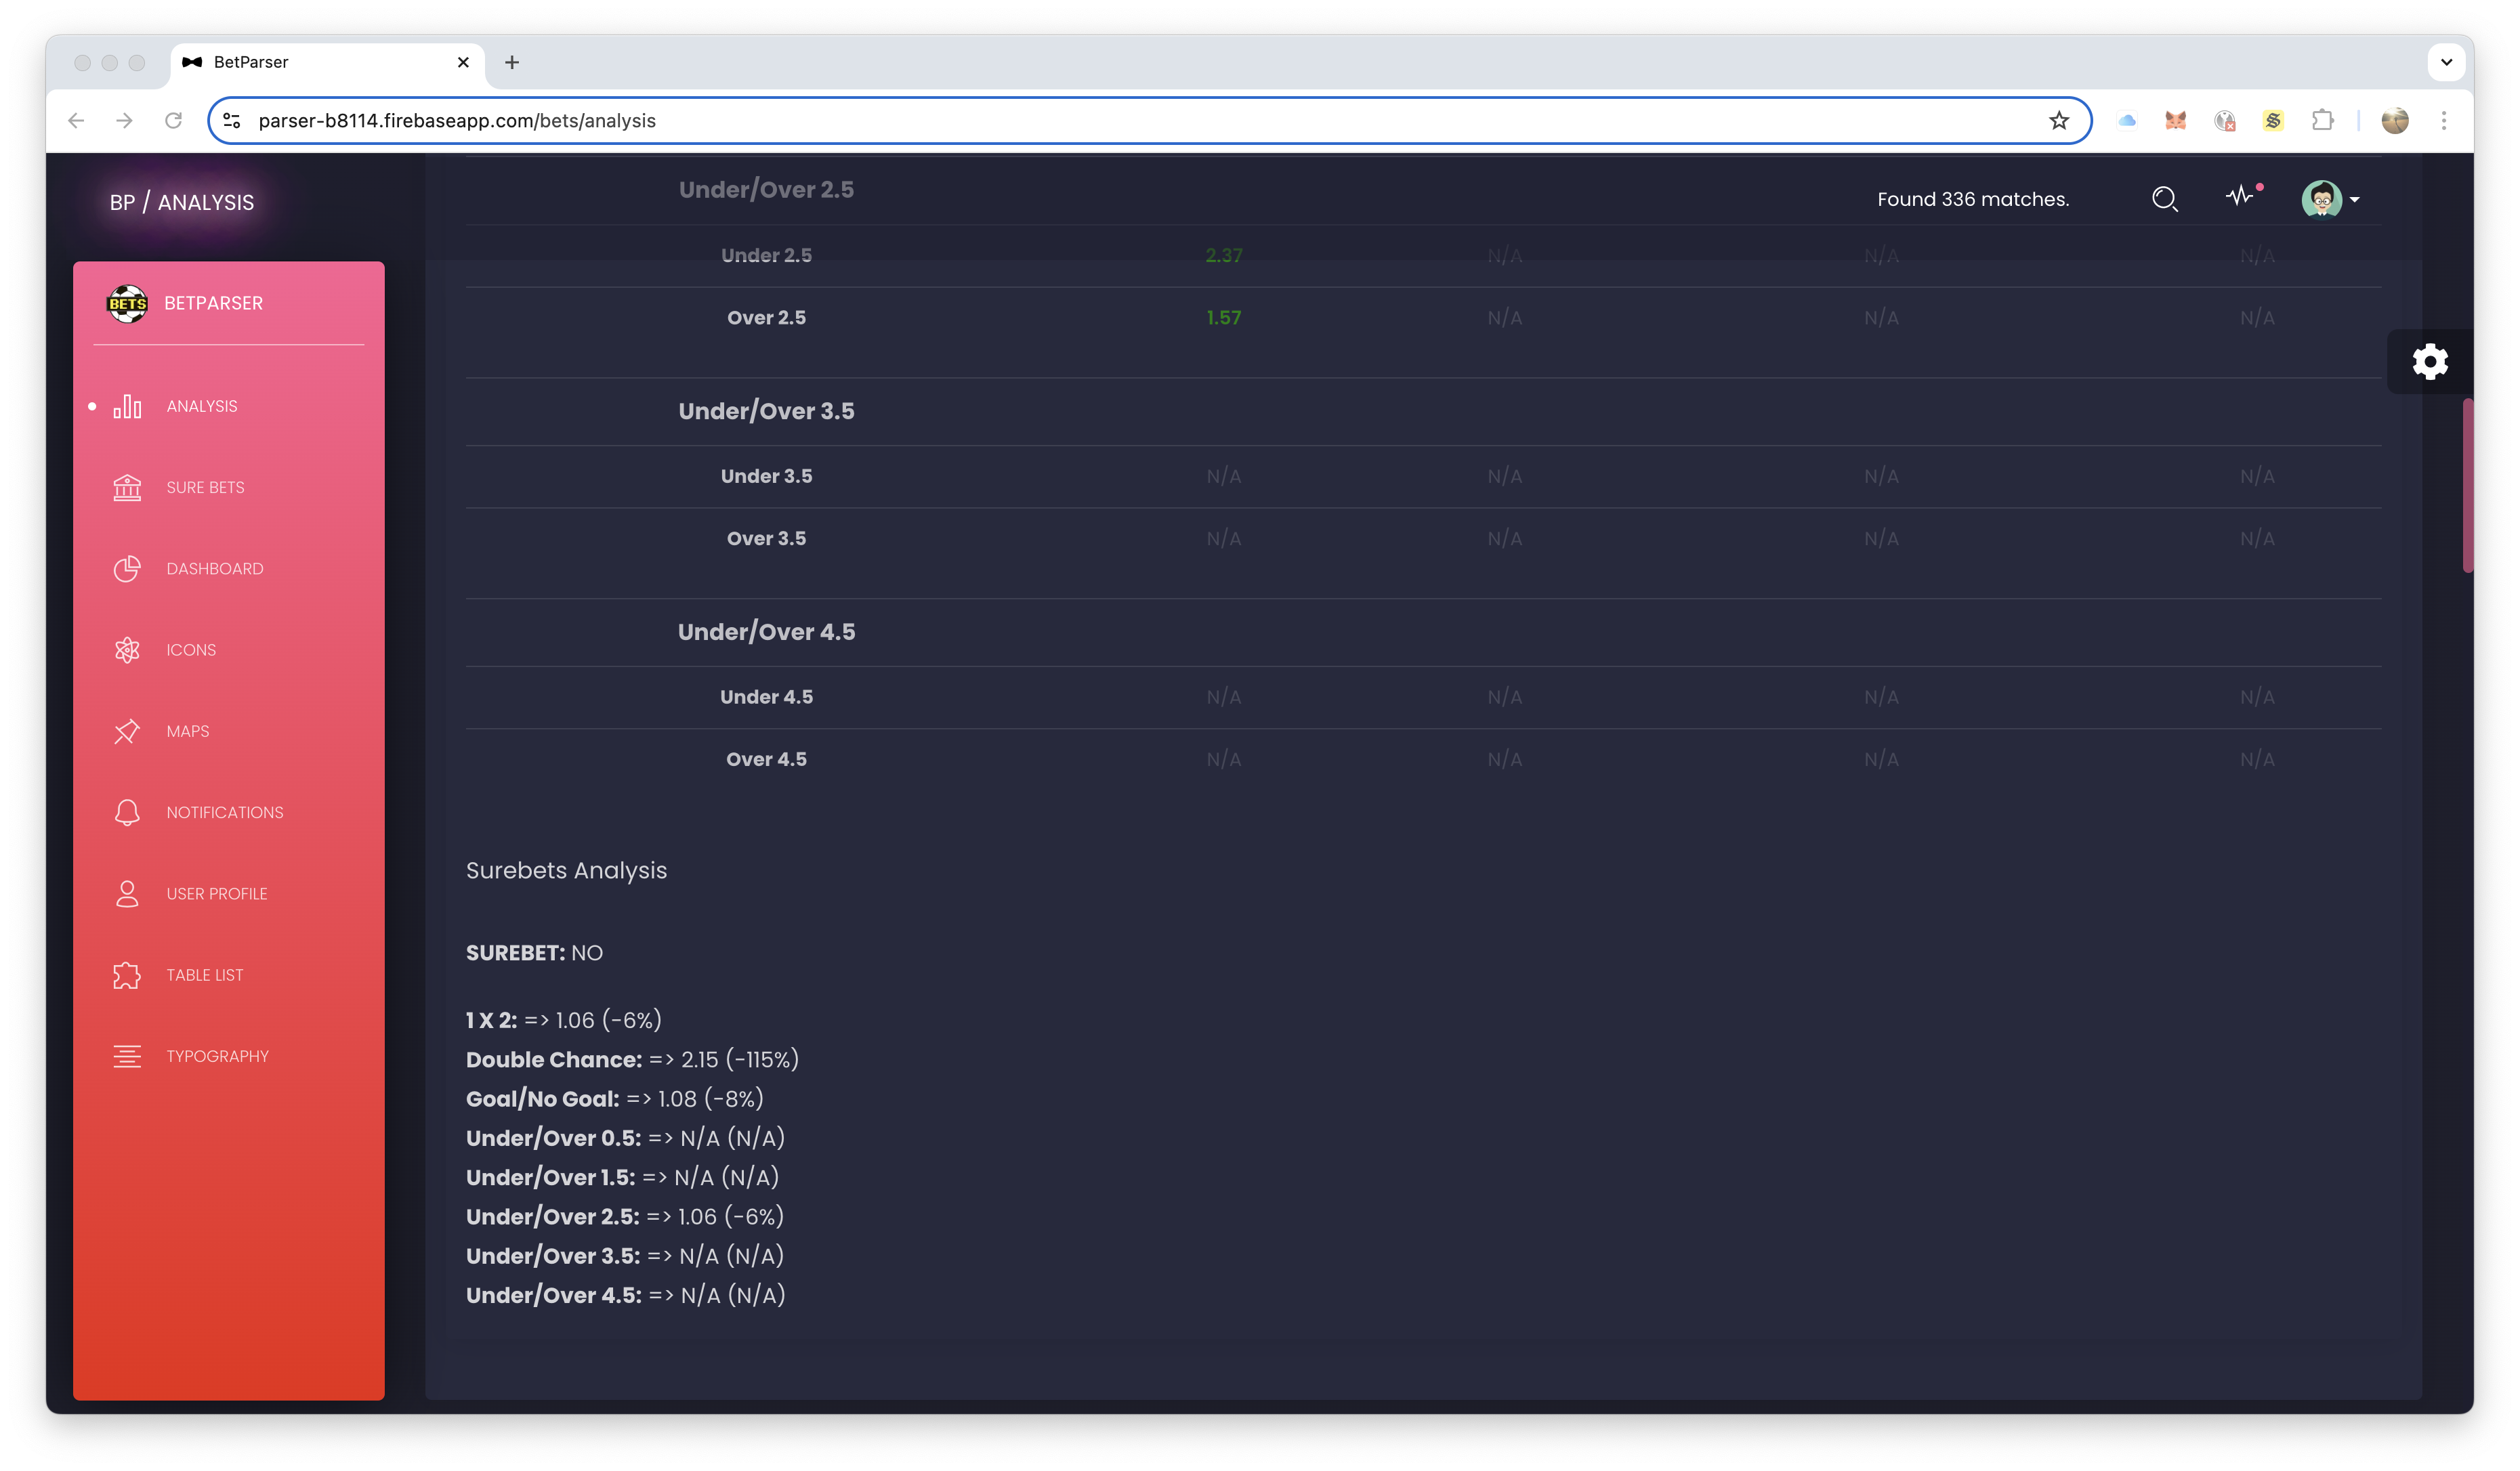 BetParser
parser-b8114.firebaseapp.com/bets/analysis
BP / ANALYSIS
Found 336 matches.
BETS
BETPARSER
ANALYSIS
SURE BETS
DASHBOARD
ICONS
MAPS
NOTIFICATIONS
USER PROFILE
TABLE LIST
TYPOGRAPHY
Under/Over 2.5
Under 2.5 2.37 N/A N/A N/A
Over 2.5 1.57 N/A N/A N/A
Under/Over 3.5
Under 3.5 N/A N/A N/A N/A
Over 3.5 N/A N/A N/A N/A
Under/Over 4.5
Under 4.5 N/A N/A N/A N/A
Over 4.5 N/A N/A N/A N/A
Surebets Analysis
SUREBET: NO
1 X 2: => 1.06 (-6%)
Double Chance: => 2.15 (-115%)
Goal/No Goal: => 1.08 (-8%)
Under/Over 0.5: => N/A (N/A)
Under/Over 1.5: => N/A (N/A)
Under/Over 2.5: => 1.06 (-6%)
Under/Over 3.5: => N/A (N/A)
Under/Over 4.5: => N/A (N/A)